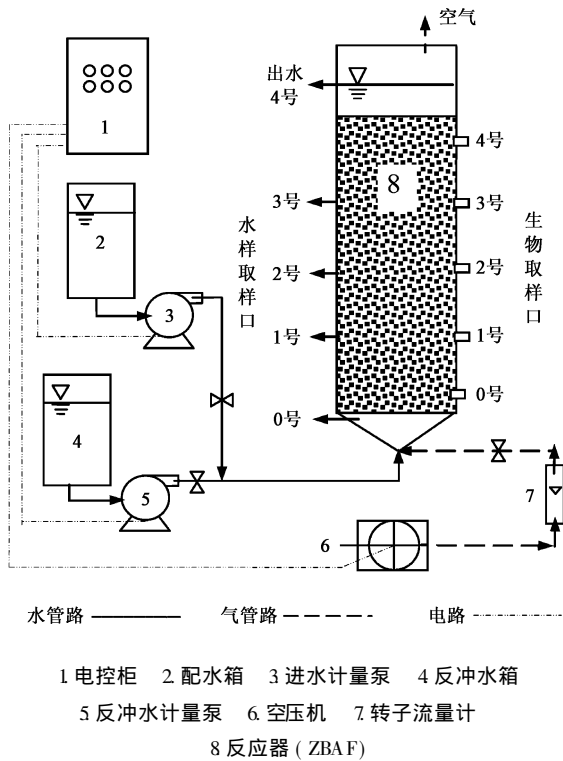 空气
出水
4号
1
4号
8
3号
3号
2
水样取样口
生物取样口
2号
2号
3
1号
1号
0号
0号
4
5
7
6
水管路
气管路
电路
1.电控柜 2.配水箱 3.进水计量泵 4.反冲水箱
5.反冲水计量泵 6.空压机 7.转子流量计
8.反应器(ZBAF)